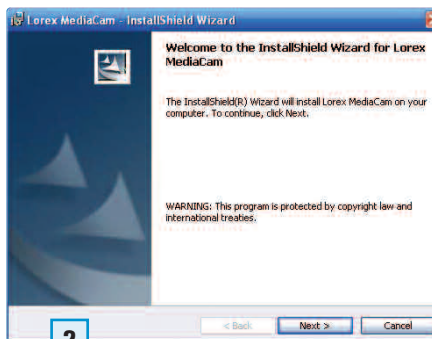 Lorex MediaCam - InstallShield Wizard
Welcome to the InstallShield Wizard for Lorex
MediaCam
The InstallShield(R) Wizard will install Lorex MediaCam on your
computer. To continue, click Next.
WARNING: This program is protected by copyright law and
international treaties.
< Back
Next >
Cancel